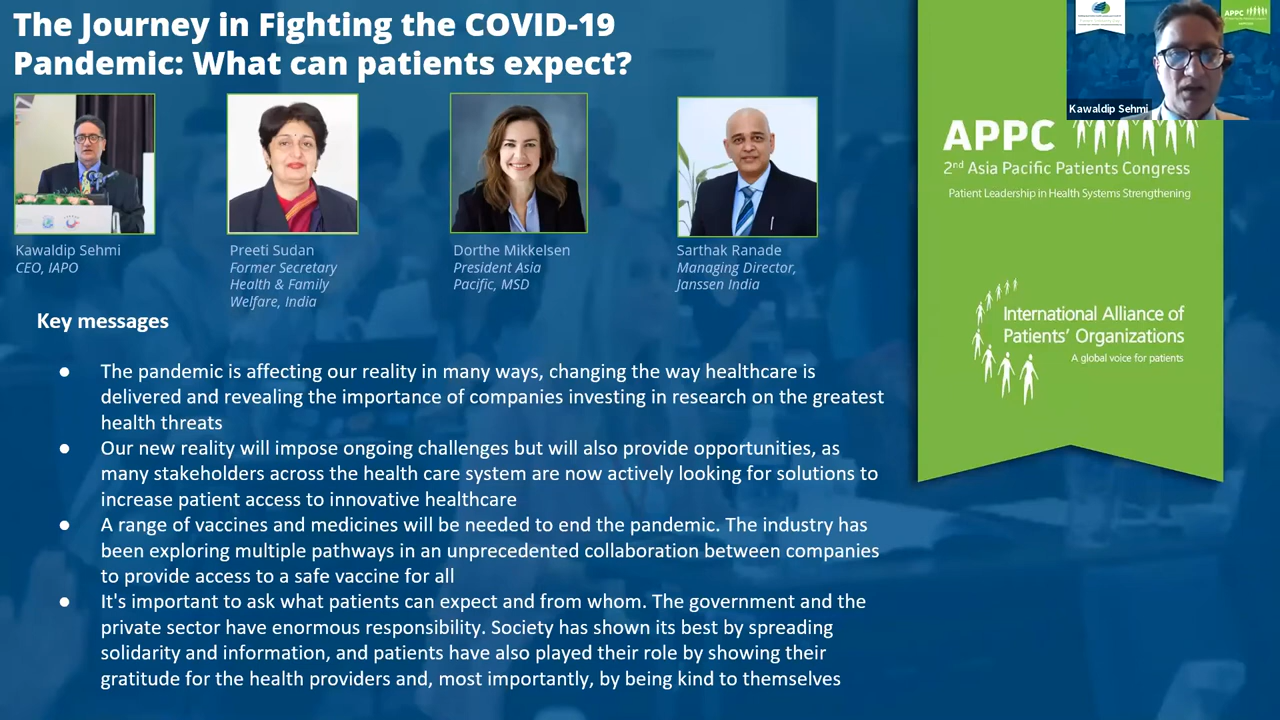 The Journey in Fighting the COVID-19
Pandemic: What can patients expect?
Kawaldip Sehmi
CEO, IAPO
Preeti Sudan
Former Secretary
Health & Family
Welfare, India
Dorthe Mikkelsen
President Asia
Pacific, MSD
Sarthak Ranade
Managing Director,
Janssen India
Key messages
● The pandemic is affecting our reality in many ways, changing the way healthcare is
delivered and revealing the importance of companies investing in research on the greatest
health threats
● Our new reality will impose ongoing challenges but will also provide opportunities, as
many stakeholders across the health care system are now actively looking for solutions to
increase patient access to innovative healthcare
● A range of vaccines and medicines will be needed to end the pandemic. The industry has
been exploring multiple pathways in an unprecedented collaboration between companies
to provide access to a safe vaccine for all
● It's important to ask what patients can expect and from whom. The government and the
private sector have enormous responsibility. Society has shown its best by spreading
solidarity and information, and patients have also played their role by showing their
gratitude for the health providers and, most importantly, by being kind to themselves
APPC
Kawaldip Sehmi
APPC
2nd Asia Pacific Patients Congress
Patient Leadership in Health Systems Strengthening
International Alliance of
Patients' Organizations
A global voice for patients